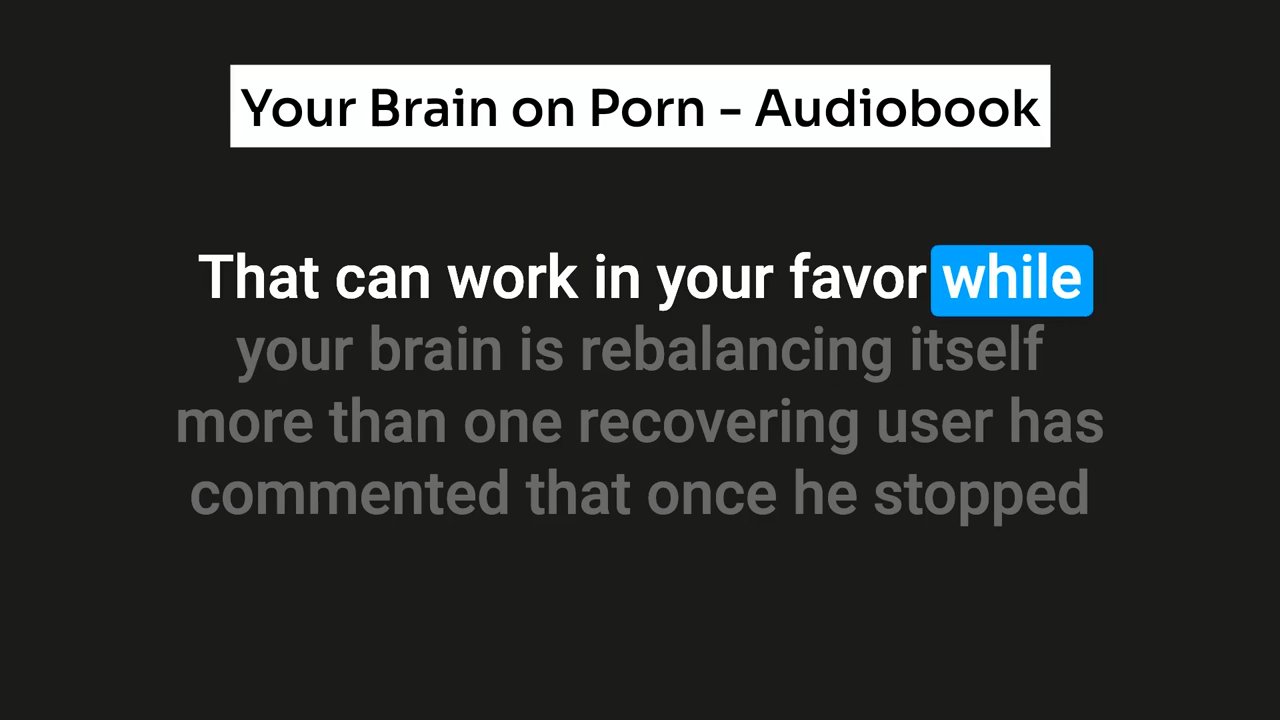 Your Brain on Porn - Audiobook
That can work in your favor while
your brain is rebalancing itself
more than one recovering user has
commented that once he stopped